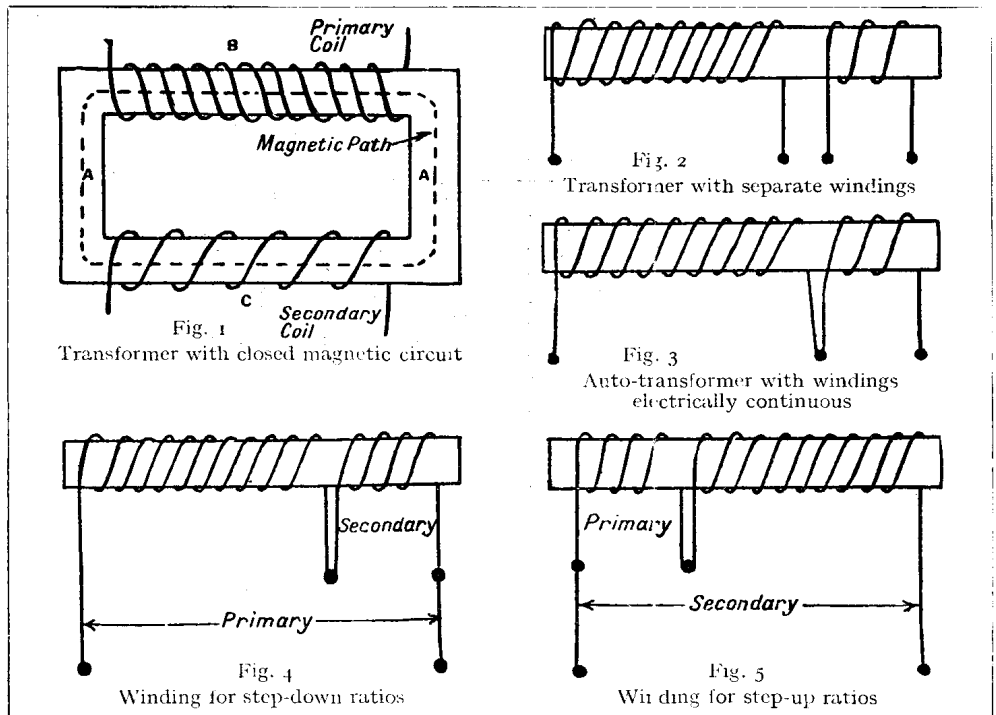 Primary
Coil
B
Magnetic Path
A
A
C
Secondary
Coil
Fig. 1
Transformer with closed magnetic circuit
Fig. 2
Transformer with separate windings
Fig. 3
Auto-transformer with windings
electrically continuous
Secondary
Primary
Fig. 4
Winding for step-down ratios
Primary
Secondary
Fig. 5
Winding for step-up ratios